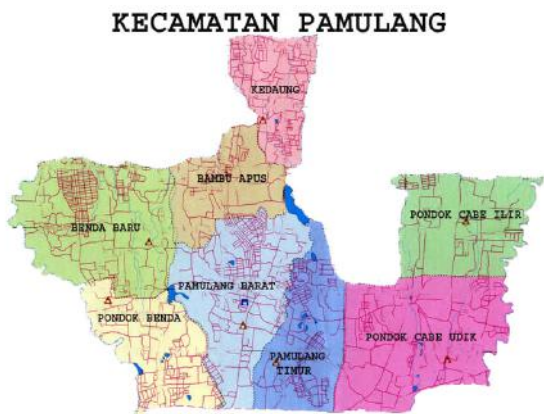 KECAMATAN PAMULANG
KEDAUNG
BAMBU APUS
BENDA BARU
PONDOK CABE ILIR
PAMULANG BARAT
PONDOK BENDA
PONDOK CABE UDIK
PAMULANG
TIMUR